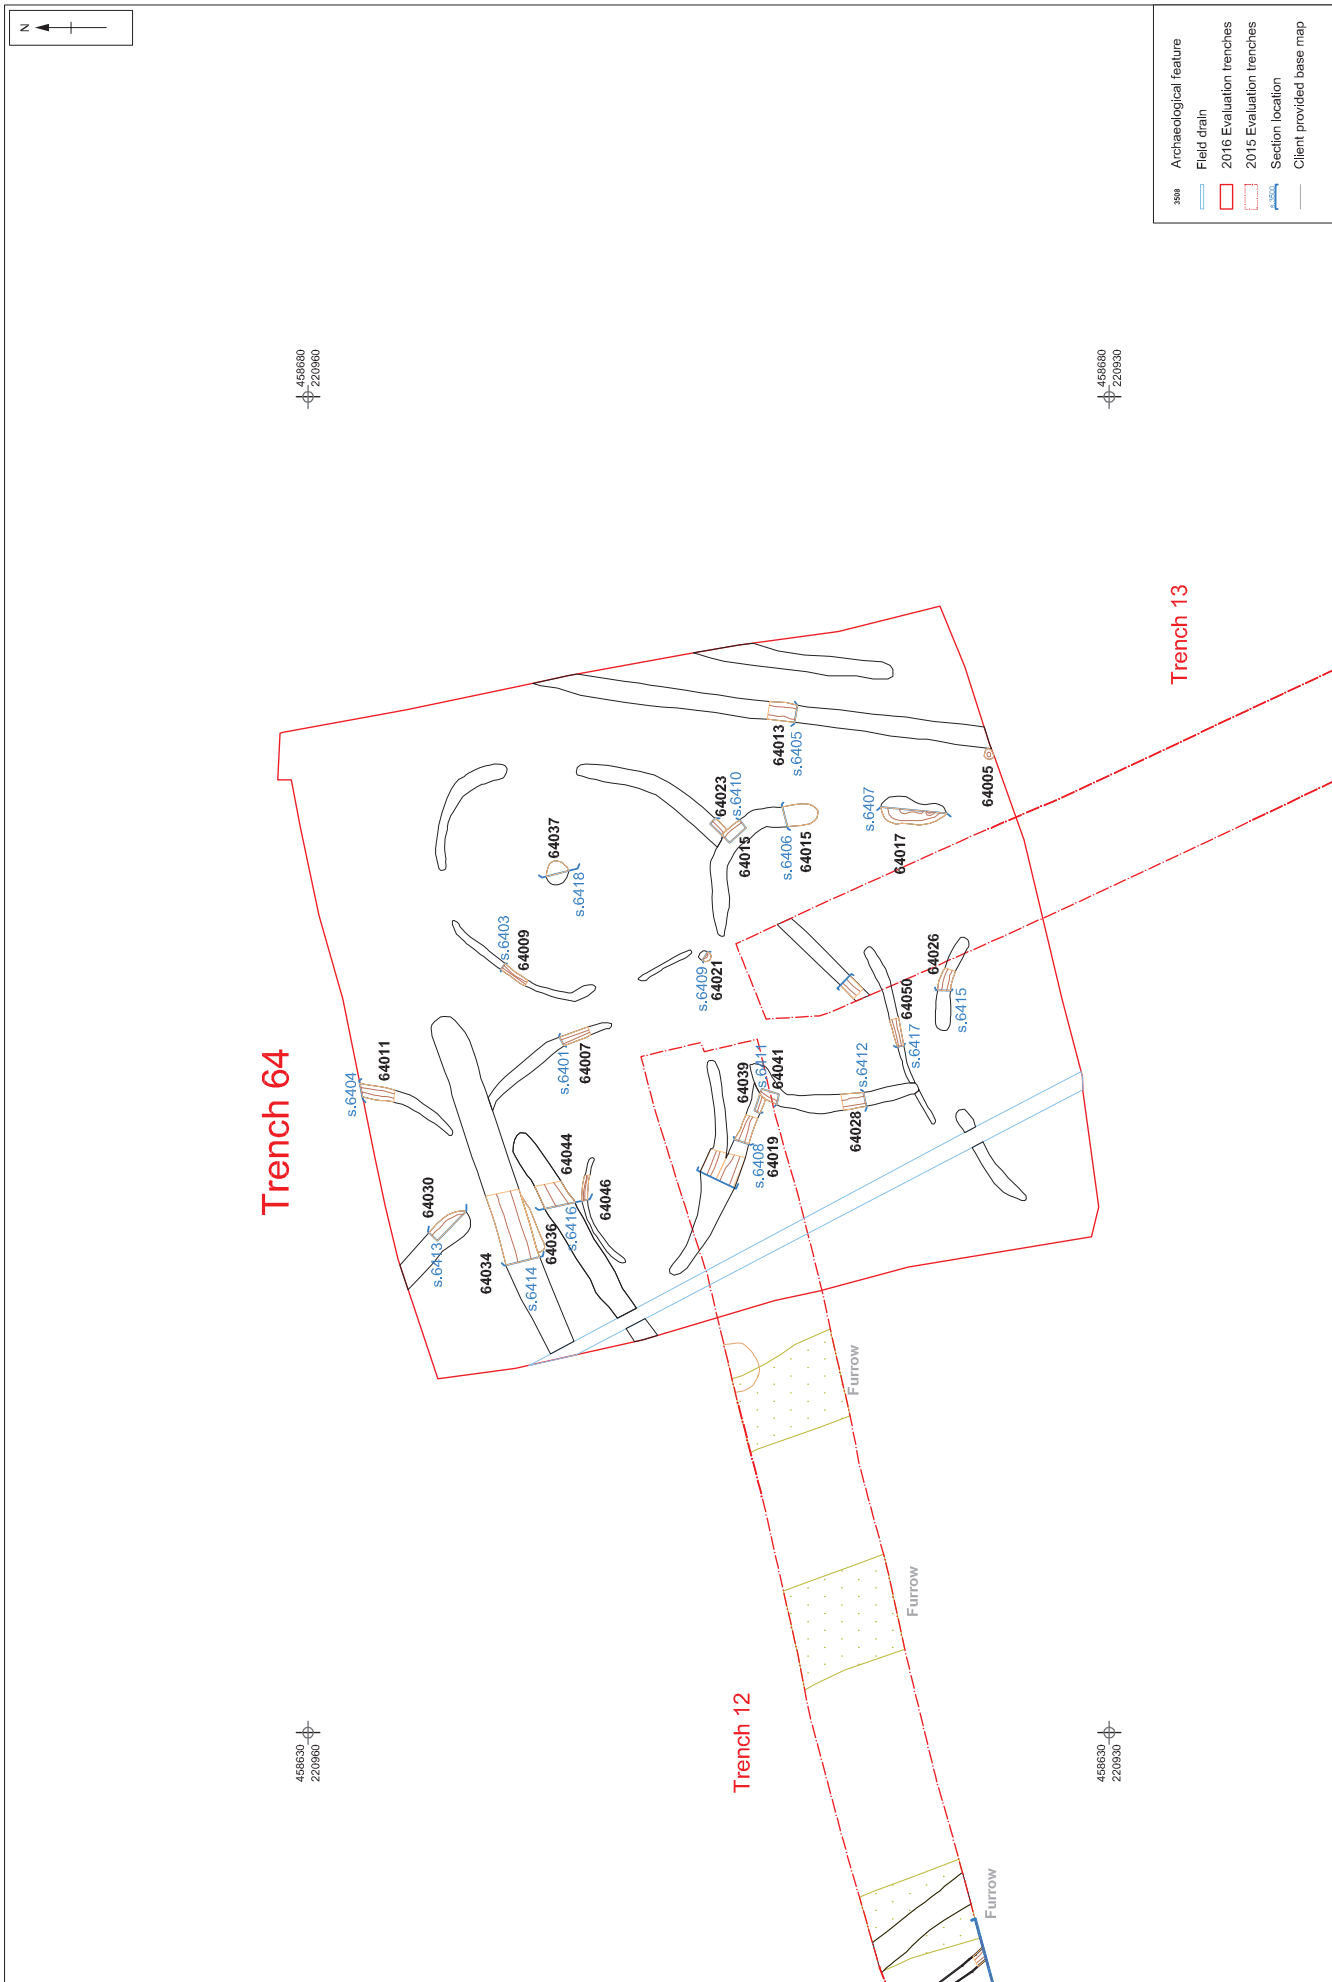 N
3508
Archaeological feature
Field drain
2016 Evaluation trenches
2015 Evaluation trenches
s.3500
Section location
Client provided base map
458680
220960
458680
220930
458630
220960
458630
220930
Trench 64
Trench 13
Trench 12
s.6404
64011
64030
s.6413
64034
s.6414
64036
s.6416
64044
64046
s.6401
64007
s.6403
64009
64037
s.6418
64023
s.6410
64015
s.6406
64015
64013
s.6405
s.6407
64017
64005
s.6409
64021
64026
s.6415
64050
s.6417
s.6412
64028
64039
s.6411
64041
s.6408
64019
Furrow
Furrow
Furrow